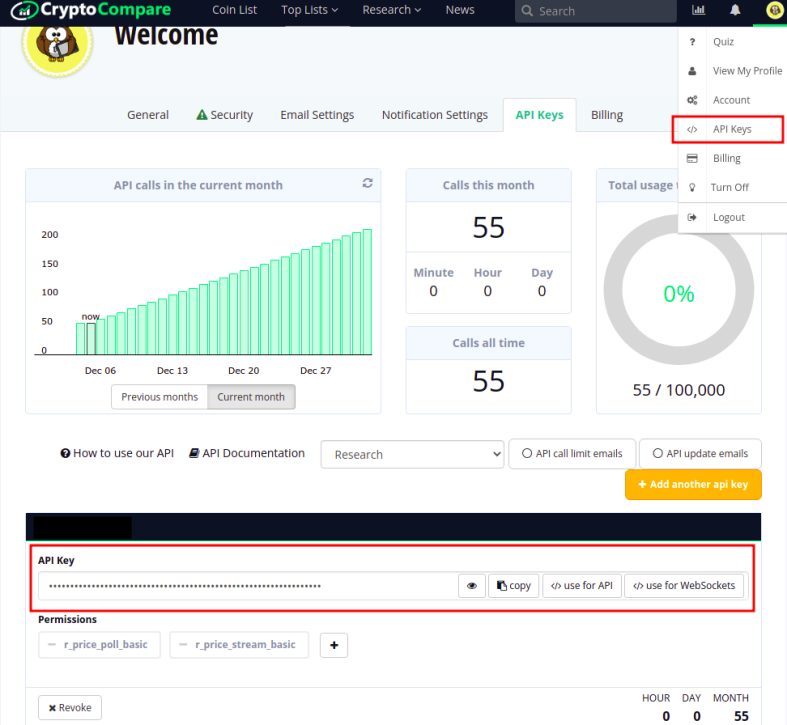 CryptoCompare
Coin List
Top Lists
Research
News
Search
Welcome
?
Quiz
View My Profile
Account
</> API Keys
Billing
Turn Off
Logout
General
Security
Email Settings
Notification Settings
API Keys
Billing
API calls in the current month
200
150
100
50
0
now
Dec 06
Dec 13
Dec 20
Dec 27
Previous months
Current month
Calls this month
55
Minute Hour Day
0 0 0
Calls all time
55
Total usage
0%
55 / 100,000
How to use our API
API Documentation
Research
API call limit emails
API update emails
+ Add another api key
API Key
••••••••••••••••••••••••••••••••••••••••••••••••••••••••••••••••
copy
</> use for API
</> use for WebSockets
Permissions
r_price_poll_basic
r_price_stream_basic
+
Revoke
HOUR DAY MONTH
0 0 55